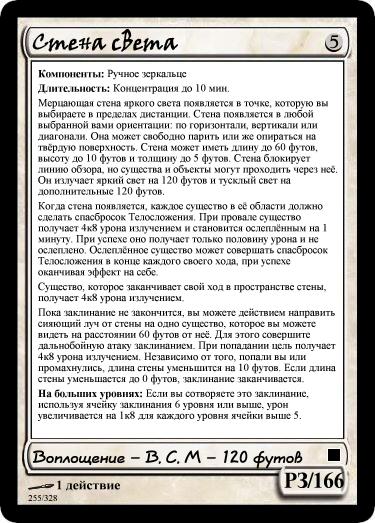 Стена света 5
Компоненты: Ручное зеркальце
Длительность: Концентрация до 10 мин.
Мерцающая стена яркого света появляется в точке, которую вы
выбираете в пределах дистанции. Стена появляется в любой
выбранной вами ориентации: по горизонтали, вертикали или
диагонали. Она может свободно парить или же опираться на
твёрдую поверхность. Стена может иметь длину до 60 футов,
высоту до 10 футов и толщину до 5 футов. Стена блокирует
линию обзора, но существа и объекты могут проходить через неё.
Он излучает яркий свет на 120 футов и тусклый свет на
дополнительные 120 футов.
Когда стена появляется, каждое существо в её области должно
сделать спасбросок Телосложения. При провале существо
получает 4к8 урона излучением и становится ослеплённым на 1
минуту. При успехе оно получает только половину урона и не
ослеплено. Ослеплённое существо может совершать спасбросок
Телосложения в конце каждого своего хода, при успехе
оканчивая эффект на себе.
Существо, которое заканчивает свой ход в пространстве стены,
получает 4к8 урона излучением.
Пока заклинание не закончится, вы можете действием направить
сияющий луч от стены на одно существо, которое вы можете
видеть на расстоянии 60 футов от неё. Для этого совершите
дальнобойную атаку заклинанием. При попадании цель получает
4к8 урона излучением. Независимо от того, попали вы или
промахнулись, длина стены уменьшится на 10 футов. Если длина
стены уменьшается до 0 футов, заклинание заканчивается.
На больших уровнях: Если вы сотворяете это заклинание,
используя ячейку заклинания 6 уровня или выше, урон
увеличивается на 1к8 для каждого уровня ячейки выше 5.
Воплощение – В, С, М – 120 футов
1 действие
P3/166
255/328